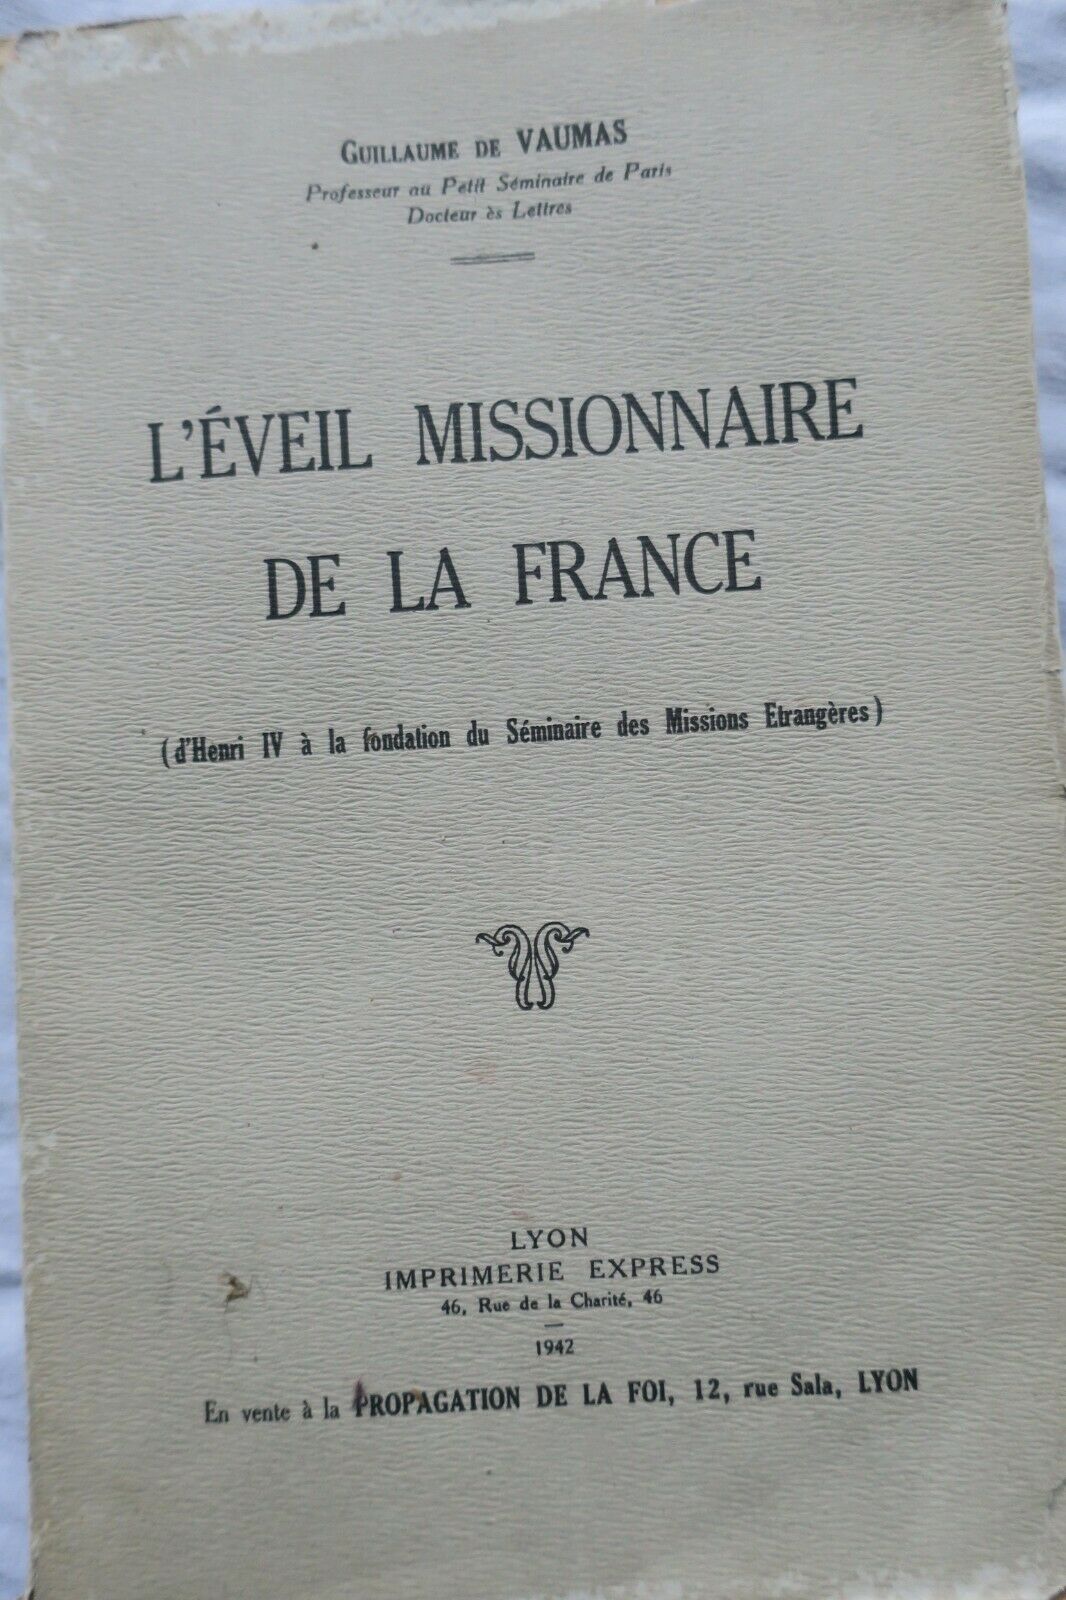 GUILLAUME DE VAUMAS
Professeur au Petit Séminaire de Paris
Docteur ès Lettres
L'ÉVEIL MISSIONNAIRE
DE LA FRANCE
(d'Henri IV à la fondation du Séminaire des Missions Etrangères)
LYON
IMPRIMERIE EXPRESS
46, Rue de la Charité, 46
1942
En vente à la PROPAGATION DE LA FOI, 12, rue Sala, LYON